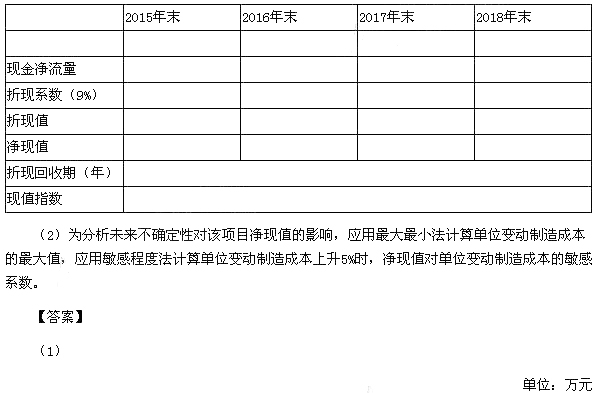 2015年末 2016年末 2017年末 2018年末
现金净流量
折现系数（9%）
折现值
净现值
折现回收期（年）
现值指数
（2）为分析未来不确定性对该项目净现值的影响，应用最大最小法计算单位变动制造成本
的最大值，应用敏感程度法计算单位变动制造成本上升5%时，净现值对单位变动制造成本的敏感
系数。
【答案】
（1）
单位：万元